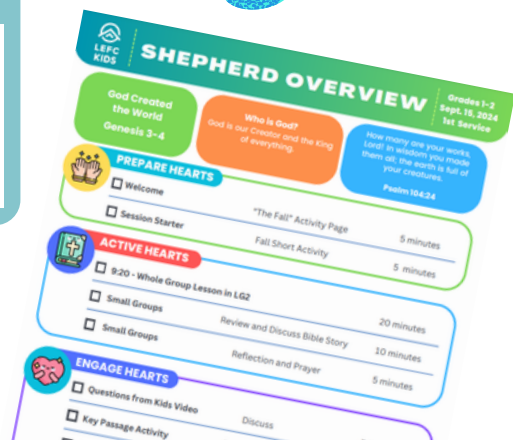 LEFC
KIDS
SHEPHERD OVERVIEW
Grades 1-2
Sept. 15, 2024
1st Service
God Created
the World
Genesis 3-4
Who is God?
God is our Creator and the King
of everything.
How many are your works,
Lord! In wisdom you made
them all; the earth is full of
your creatures.
Psalm 104:24
PREPARE HEARTS
Welcome "The Fall" Activity Page 5 minutes
Session Starter Fall Short Activity 5 minutes
ACTIVE HEARTS
9:20 - Whole Group Lesson in LG2 20 minutes
Small Groups Review and Discuss Bible Story 10 minutes
Small Groups Reflection and Prayer 5 minutes
ENGAGE HEARTS
Questions from Kids Video Discuss
Key Passage Activity